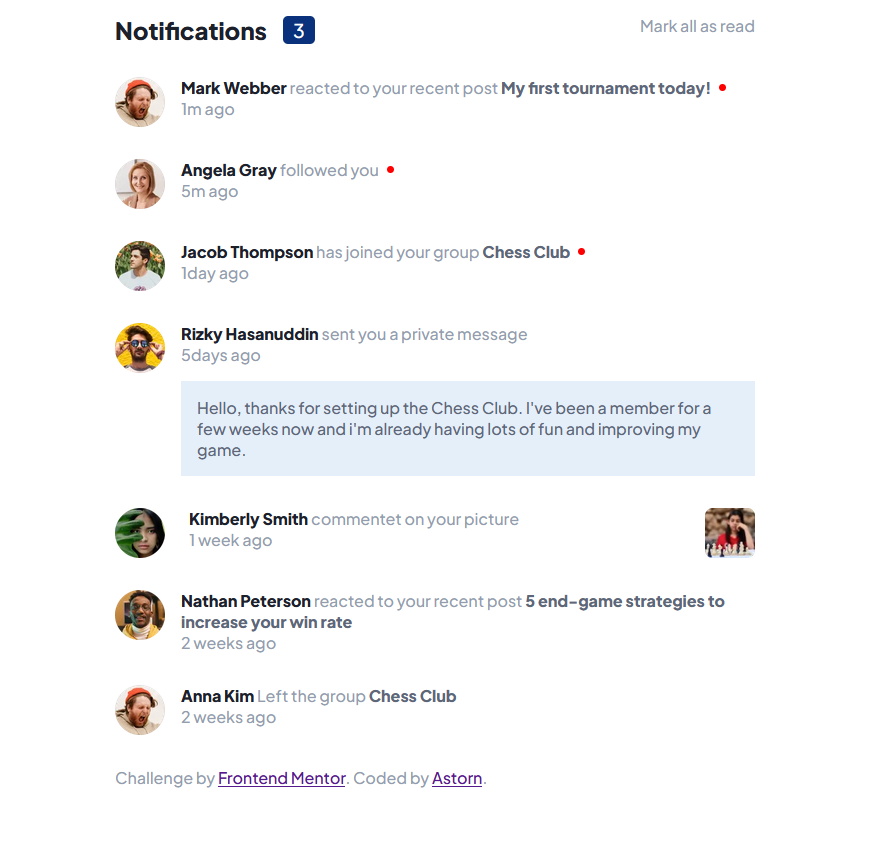 Notifications 3 Mark all as read
Mark Webber reacted to your recent post My first tournament today!
1m ago
Angela Gray followed you
5m ago
Jacob Thompson has joined your group Chess Club
1day ago
Rizky Hasanuddin sent you a private message
5days ago
Hello, thanks for setting up the Chess Club. I've been a member for a
few weeks now and i'm already having lots of fun and improving my
game.
Kimberly Smith commentet on your picture
1 week ago
Nathan Peterson reacted to your recent post 5 end-game strategies to
increase your win rate
2 weeks ago
Anna Kim Left the group Chess Club
2 weeks ago
Challenge by Frontend Mentor. Coded by Astorn.